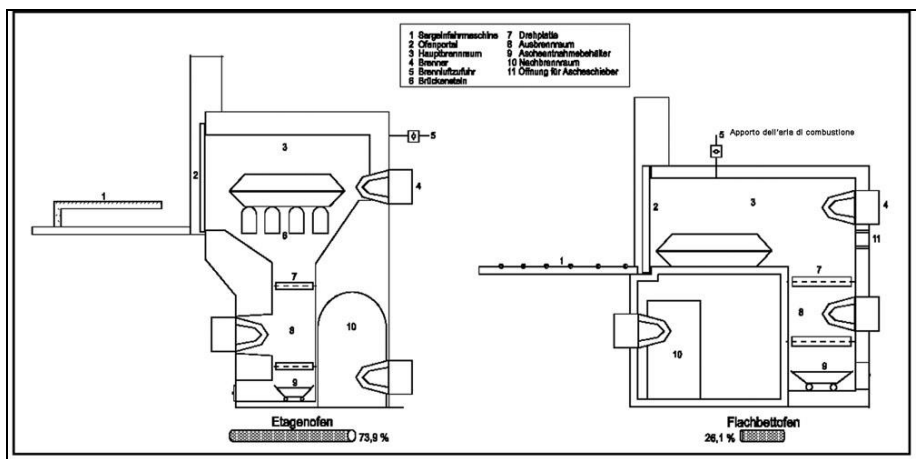 1 Sargeinfahrmaschine
2 Ofenportal
3 Hauptbrennraum
4 Brenner
5 Brennluftzufuhr
6 Brückenstein
7 Drehplatte
8 Ausbrennraum
9 Ascheentnahmebehälter
10 Nachbrennraum
11 Öffnung für Ascheschieber
5
3
2
4
1
6
7
8
10
9
Etagenofen
73,9 %
5 Apporto dell'aria di combustione
2
3
4
11
1
7
8
10
9
Flachbettofen
26,1 %